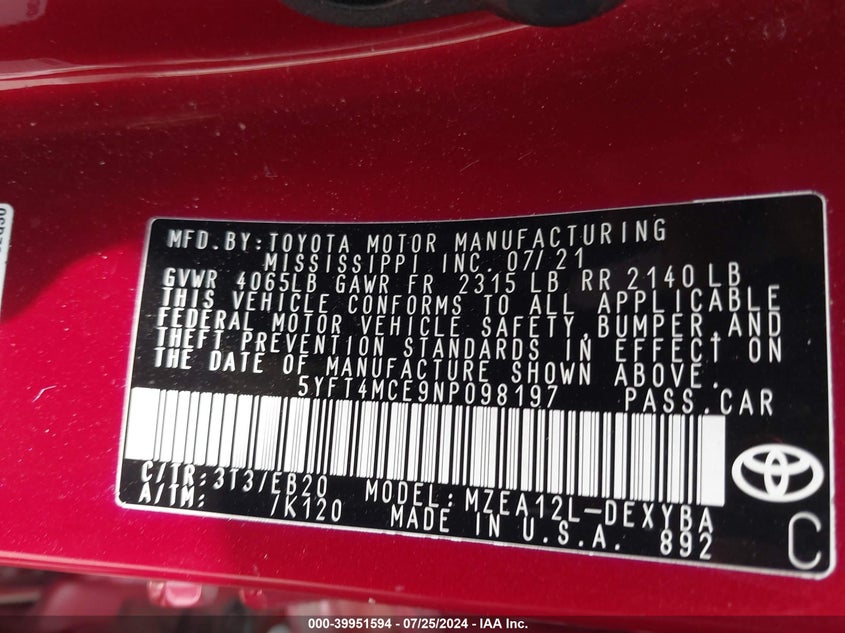 MFD.BY:TOYOTA MOTOR MANUFACTURING
MISSISSIPPI INC. 07/21
GVWR 4065LB GAWR FR 2315 LB RR 2140 LB
THIS VEHICLE CONFORMS TO ALL APPLICABLE
FEDERAL MOTOR VEHICLE SAFETY,BUMPER,AND
THEFT PREVENTION STANDARDS IN EFFECT ON
THE DATE OF MANUFACTURE SHOWN ABOVE.
5YFT4MCE9NP098197 PASS.CAR
C/TR:3T3/EB20 MODEL:MZEA12L-DEXYBA
A/TM: /K120 MADE IN U.S.A. 892
C
000-39951594 / 07/25/2024 - IAA Inc.